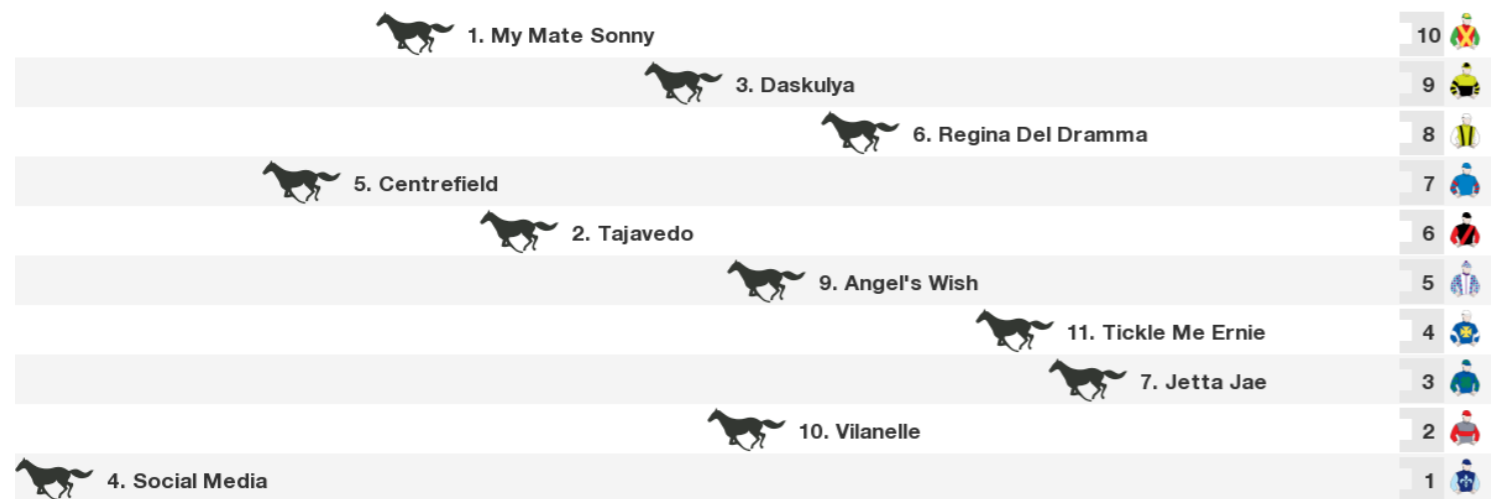 1. My Mate Sonny 10
3. Daskulya 9
6. Regina Del Dramma 8
5. Centrefield 7
2. Tajavedo 6
9. Angel's Wish 5
11. Tickle Me Ernie 4
7. Jetta Jae 3
10. Vilanelle 2
4. Social Media 1